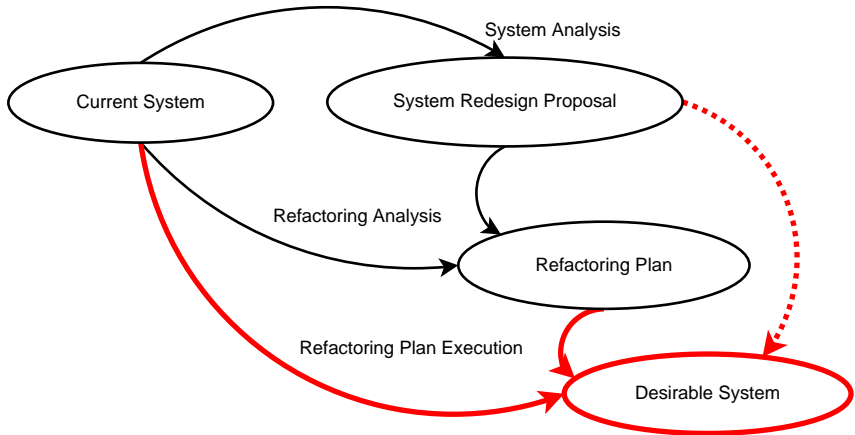 System Analysis
Current System
System Redesign Proposal
Refactoring Analysis
Refactoring Plan
Refactoring Plan Execution
Desirable System